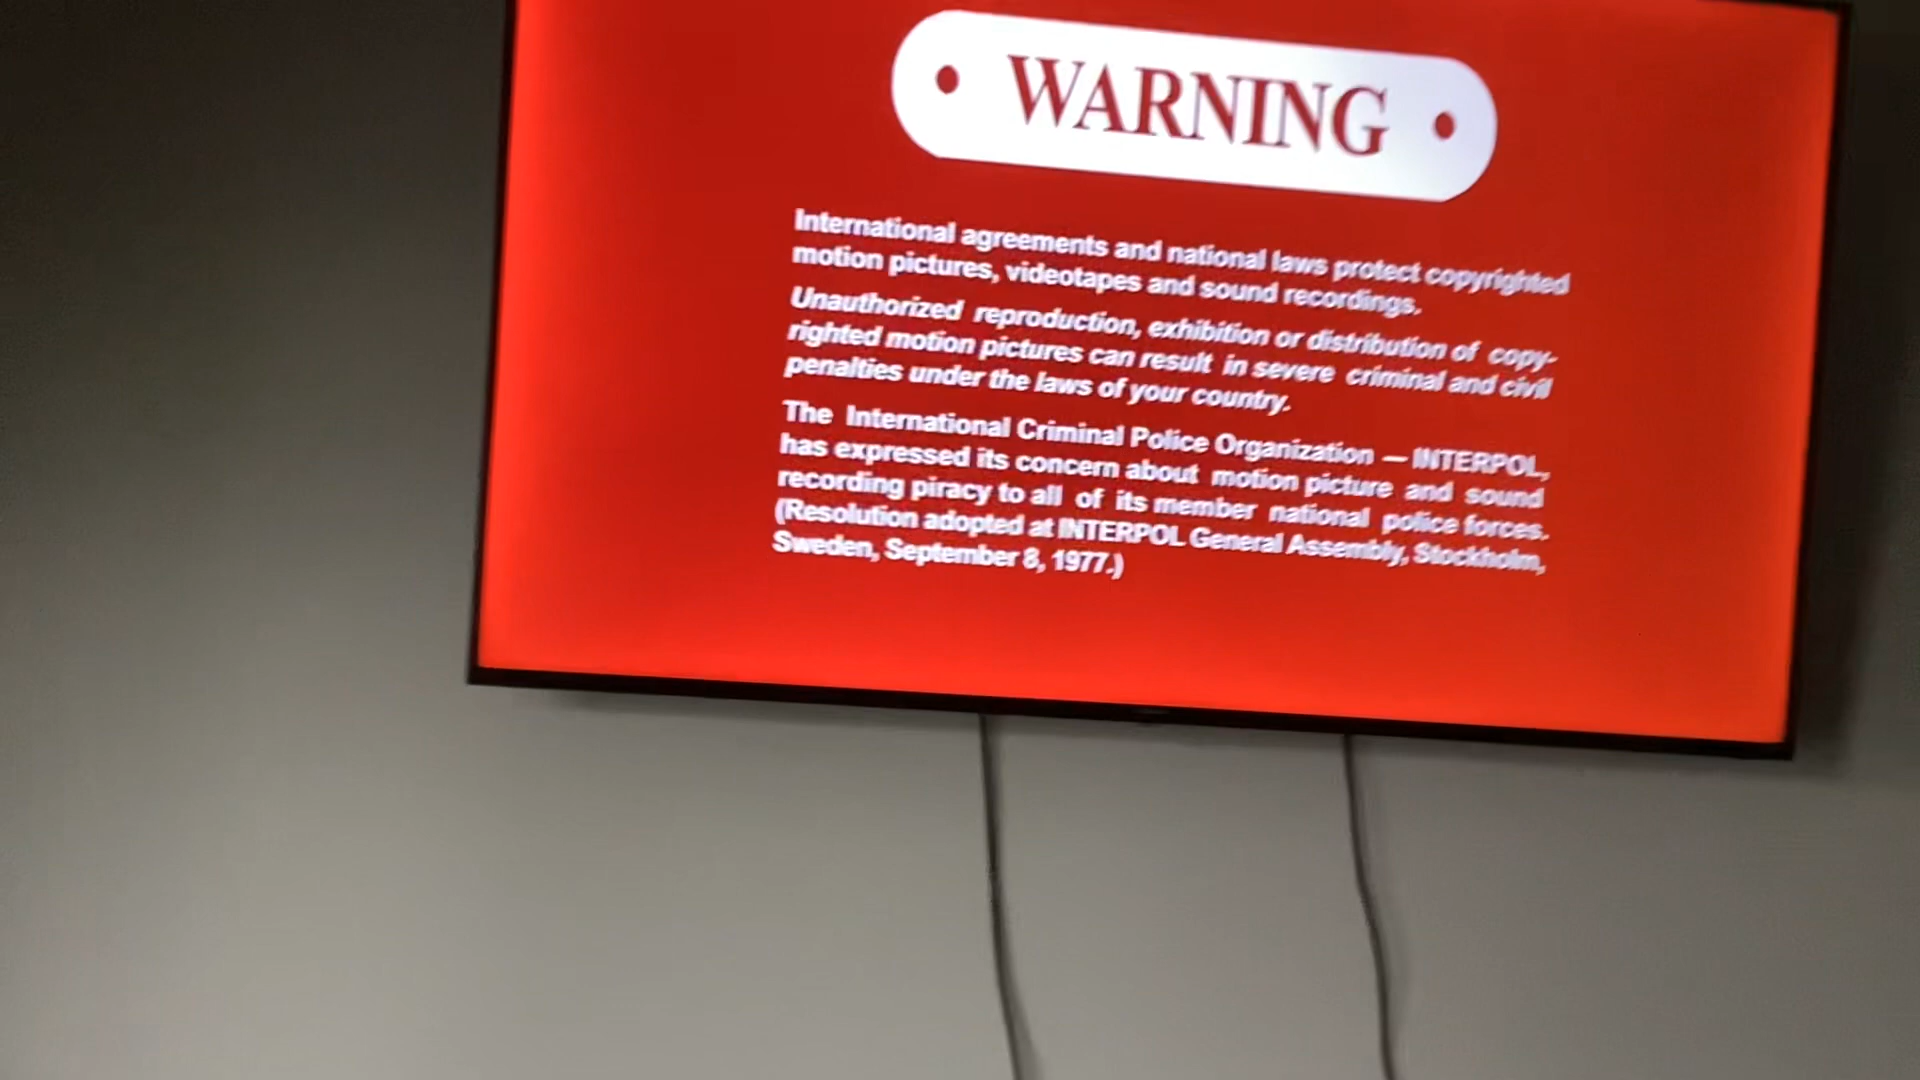 WARNING
International agreements and national laws protect copyrighted
motion pictures, videotapes and sound recordings.
Unauthorized reproduction, exhibition or distribution of copy-
righted motion pictures can result in severe criminal and civil
penalties under the laws of your country.
The International Criminal Police Organization — INTERPOL,
has expressed its concern about motion picture and sound
recording piracy to all of its member national police forces.
(Resolution adopted at INTERPOL General Assembly, Stockholm,
Sweden, September 8, 1977.)